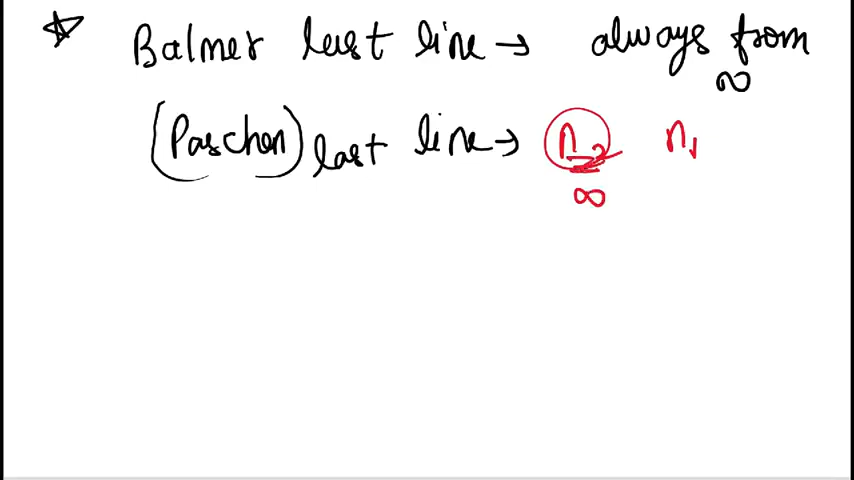 Balmer last line → always from
∞
(Paschen) last line → n₂ n₁
∞